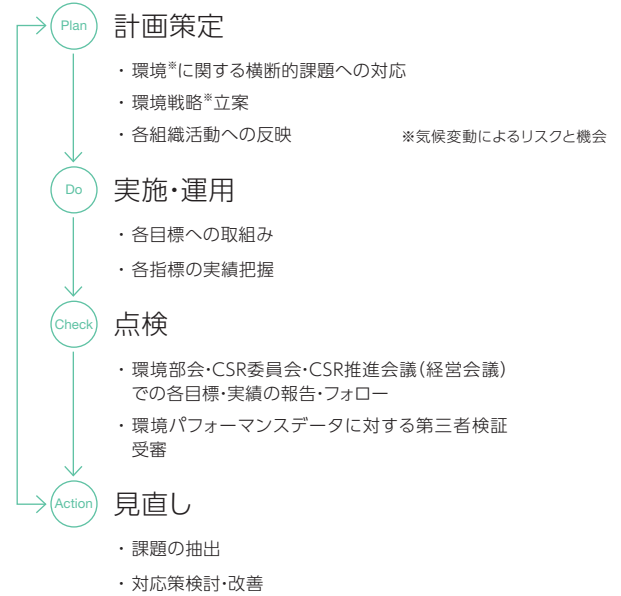 Plan 計画策定
・環境※に関する横断的課題への対応
・環境戦略※立案
・各組織活動への反映 ※気候変動によるリスクと機会
Do 実施・運用
・各目標への取組み
・各指標の実績把握
Check 点検
・環境部会・CSR委員会・CSR推進会議(経営会議)
での各目標・実績の報告・フォロー
・環境パフォーマンスデータに対する第三者検証
受審
Action 見直し
・課題の抽出
・対応策検討・改善